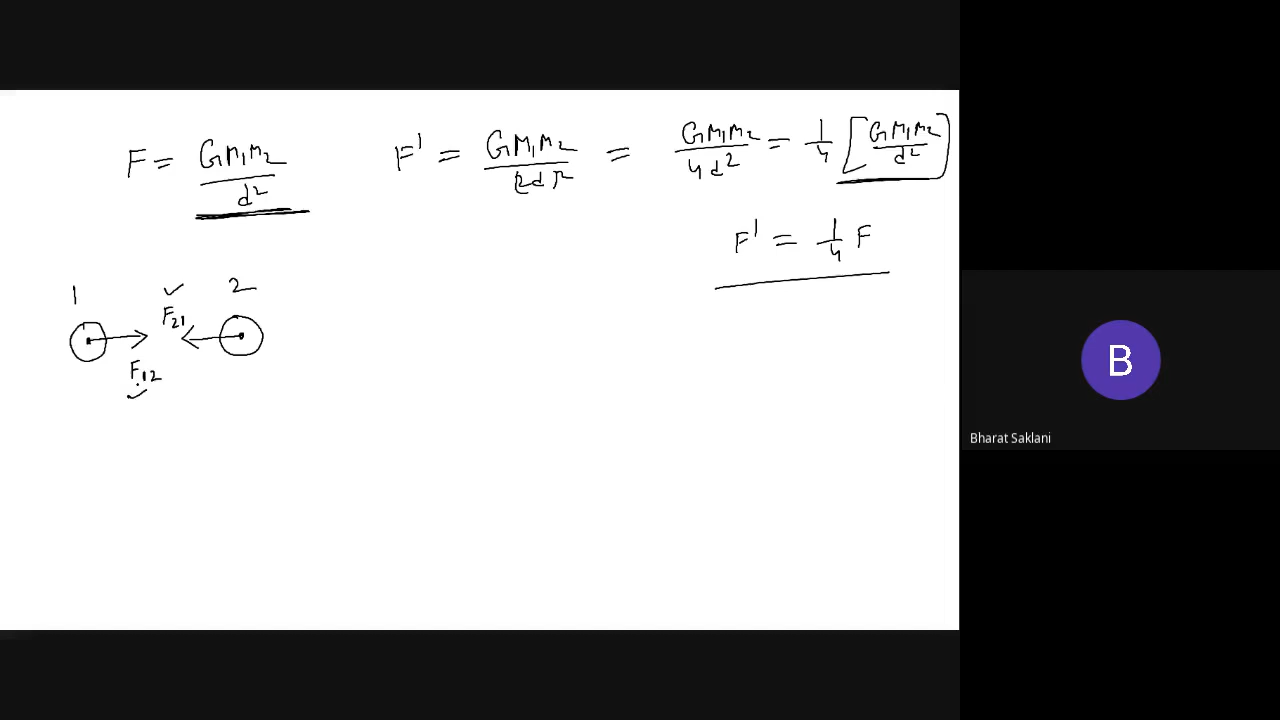 F = GM₁M₂/d² F' = GM₁M₂/(2d)² = GM₁M₂/4d² = 1/4 [GM₁M₂/d²]
F' = 1/4 F
1 2
F₂₁
F₁₂
B
Bharat Saklani